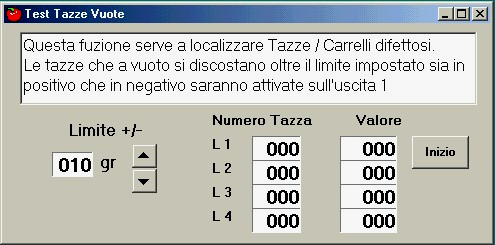 Test Tazze Vuote
Questa fuzione serve a localizzare Tazze / Carrelli difettosi.
Le tazze che a vuoto si discostano oltre il limite impostato sia in
positivo che in negativo saranno attivate sull'uscita 1
Limite +/-
010 gr
Numero Tazza Valore
L 1 000 000
L 2 000 000
L 3 000 000
L 4 000 000
Inizio